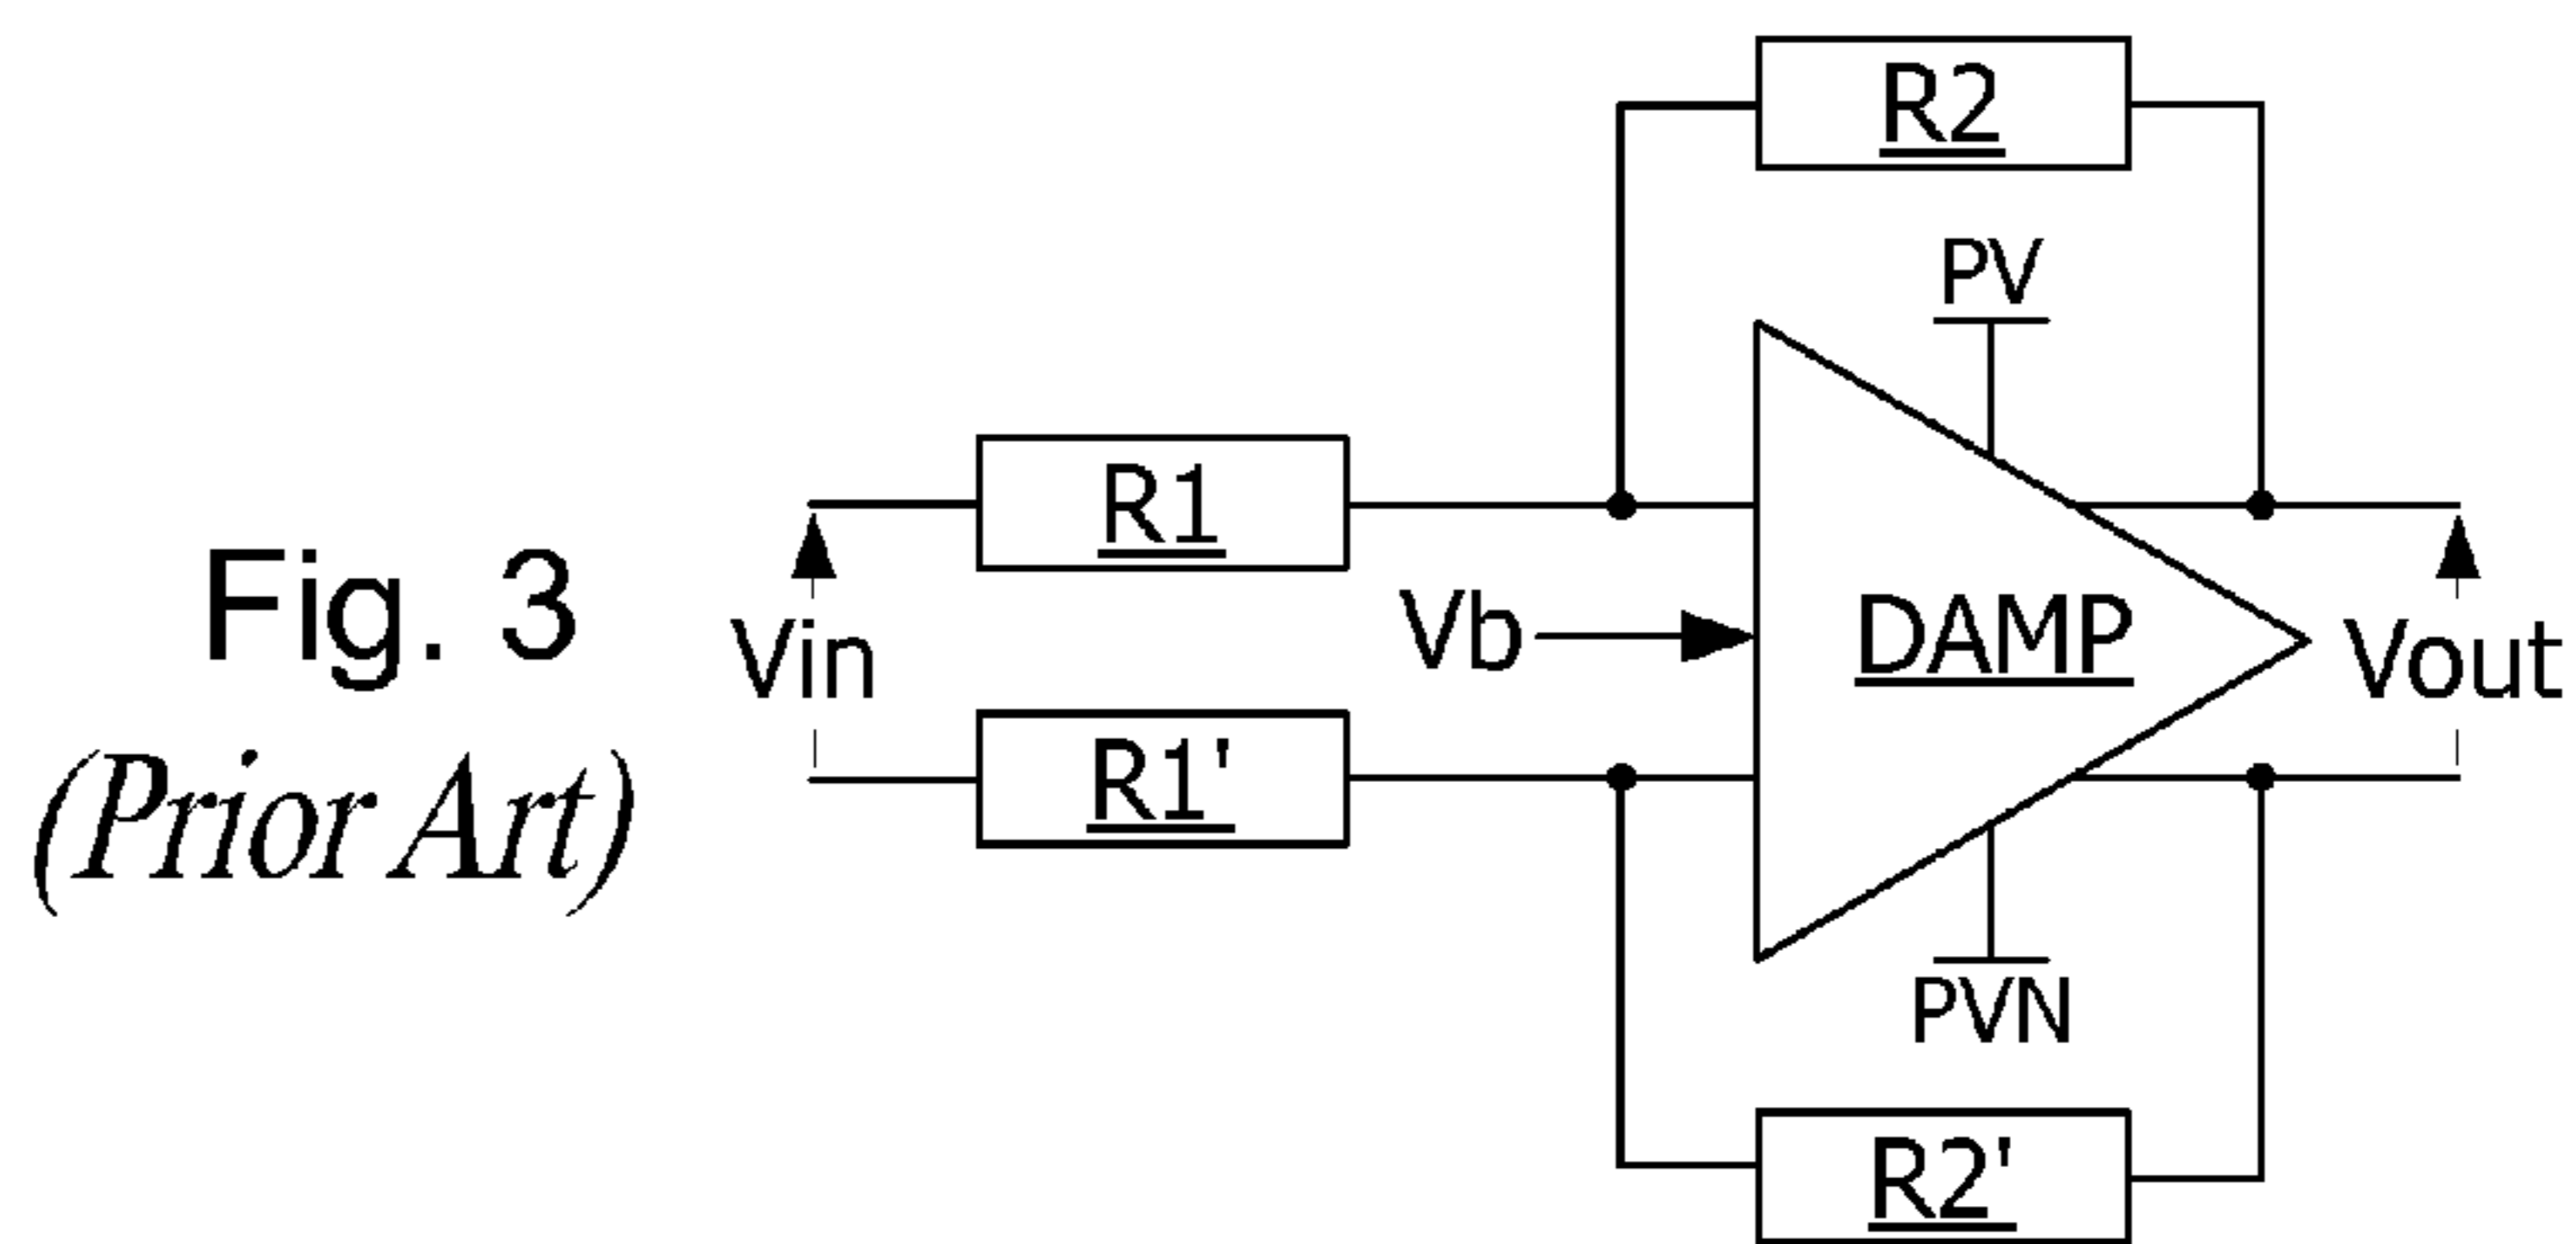 Fig. 3
(Prior Art)
Vin
R1
R1'
Vb
R2
PV
DAMP
PVN
R2'
Vout